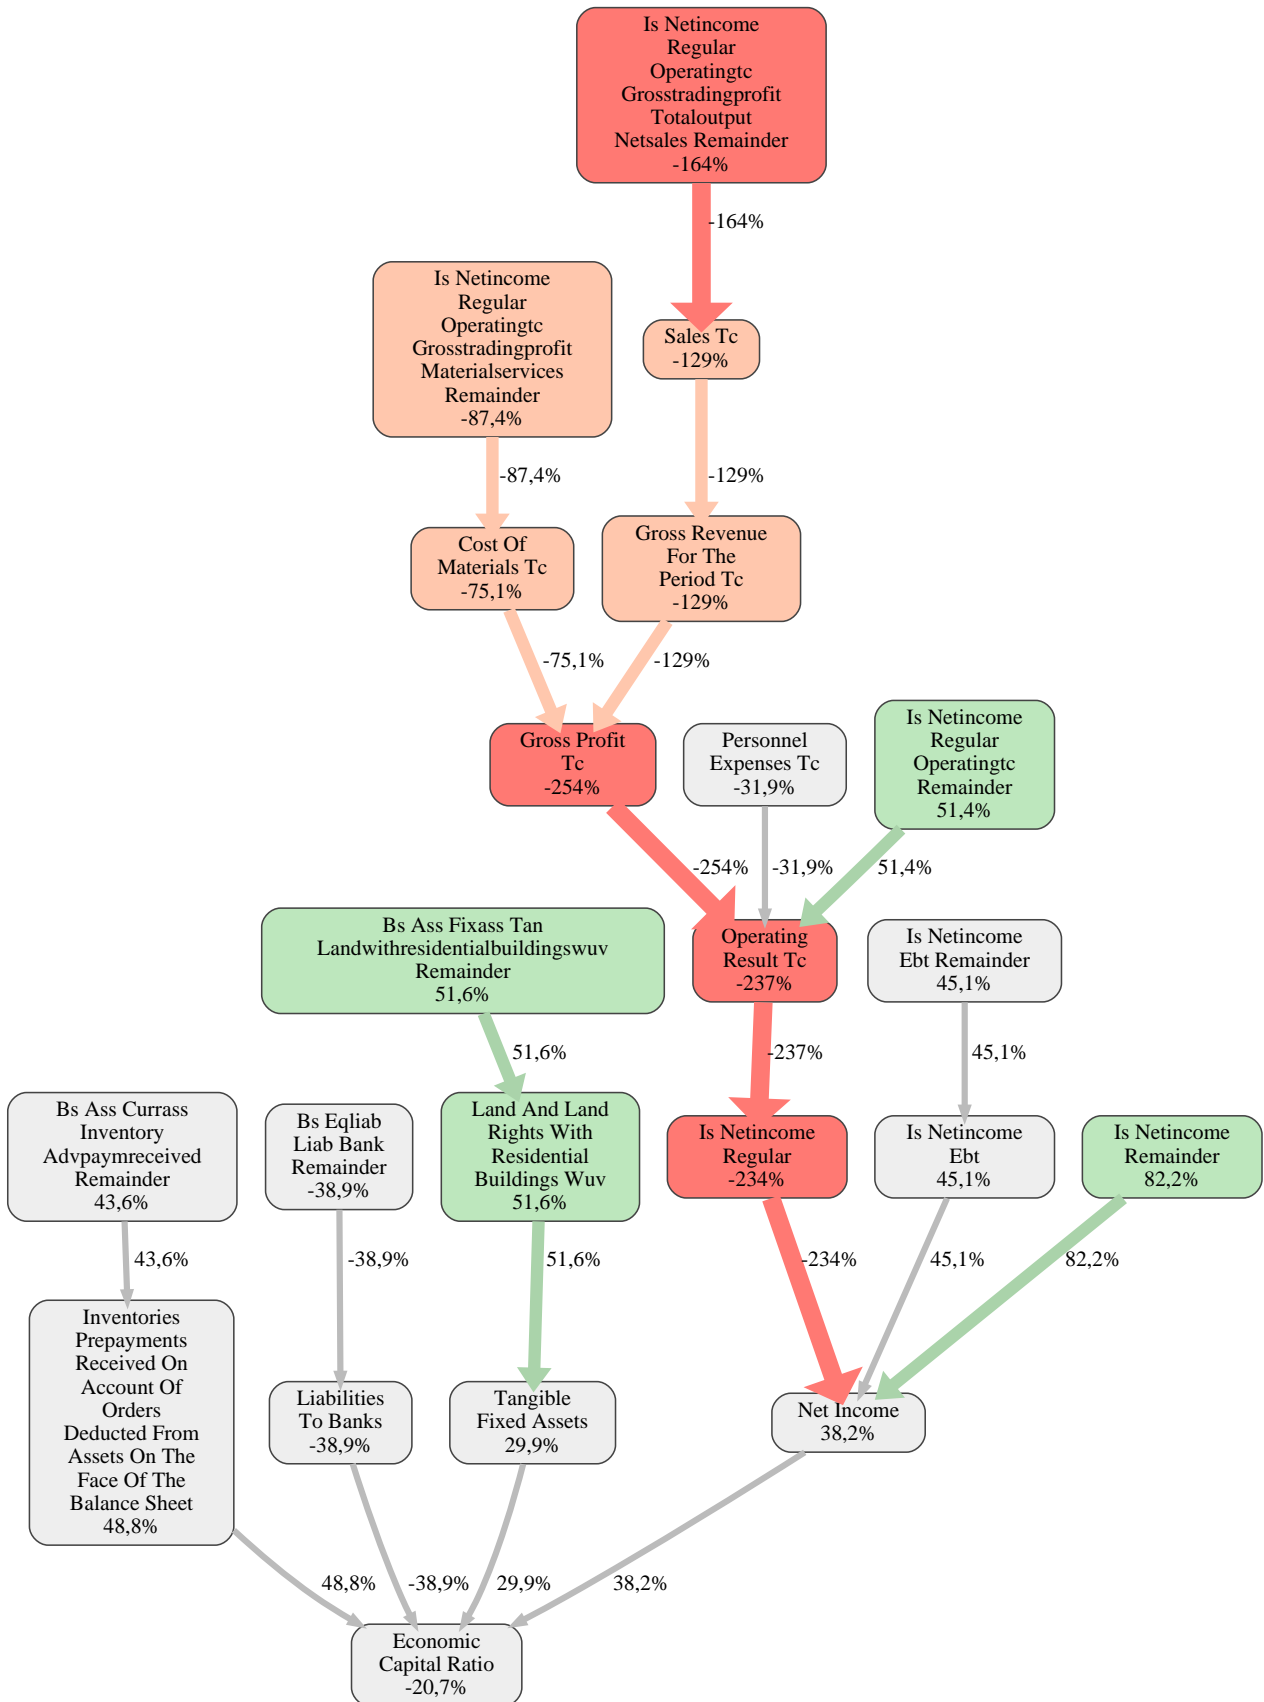 Is Netincome
Regular
Operatingtc
Grosstradingprofit
Totaloutput
Netsales Remainder
-164%
-164%
Is Netincome
Regular
Operatingtc
Grosstradingprofit
Materialservices
Remainder
-87,4%
Sales Tc
-129%
-87,4%
-129%
Cost Of
Materials Tc
-75,1%
Gross Revenue
For The
Period Tc
-129%
-75,1%
-129%
Gross Profit
Tc
-254%
Personnel
Expenses Tc
-31,9%
Is Netincome
Regular
Operatingtc
Remainder
51,4%
-254%
-31,9%
51,4%
Bs Ass Fixass Tan
Landwithresidentialbuildingswuv
Remainder
51,6%
Operating
Result Tc
-237%
Is Netincome
Ebt Remainder
45,1%
51,6%
-237%
45,1%
Bs Ass Currass
Inventory
Advpaymreceived
Remainder
43,6%
Bs Eqliab
Liab Bank
Remainder
-38,9%
Land And Land
Rights With
Residential
Buildings Wuv
51,6%
Is Netincome
Regular
-234%
Is Netincome
Ebt
45,1%
Is Netincome
Remainder
82,2%
43,6%
-38,9%
51,6%
-234%
45,1%
82,2%
Inventories
Prepayments
Received On
Account Of
Orders
Deducted From
Assets On The
Face Of The
Balance Sheet
48,8%
Liabilities
To Banks
-38,9%
Tangible
Fixed Assets
29,9%
Net Income
38,2%
48,8%
-38,9%
29,9%
38,2%
Economic
Capital Ratio
-20,7%